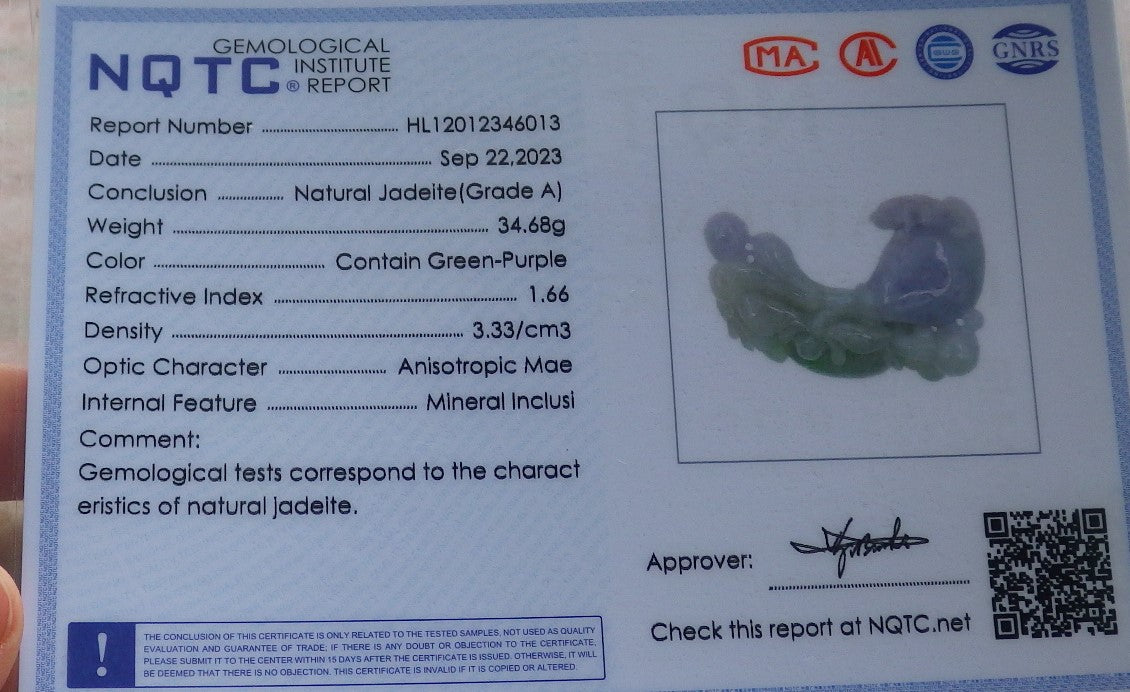 GEMOLOGICAL
NQTC® INSTITUTE
REPORT
MA
GNRS
Report Number HL12012346013
Date Sep 22,2023
Conclusion Natural Jadeite(Grade A)
Weight 34.68g
Color Contain Green-Purple
Refractive Index 1.66
Density 3.33/cm3
Optic Character Anisotropic Mae
Internal Feature Mineral Inclusi
Comment:
Gemological tests correspond to the charact
eristics of natural jadeite.
Approver:
Check this report at NQTC.net
!
THE CONCLUSION OF THIS CERTIFICATE IS ONLY RELATED TO THE TESTED SAMPLES, NOT USED AS QUALITY
EVALUATION AND GUARANTEE OF TRADE; IF THERE IS ANY DOUBT OR OBJECTION TO THE CERTIFICATE,
PLEASE SUBMIT IT TO THE CENTER WITHIN 15 DAYS AFTER THE CERTIFICATE IS ISSUED. OTHERWISE, IT WILL
BE DEEMED THAT THERE IS NO OBJECTION. THIS CERTIFICATE IS INVALID IF IT IS COPIED OR ALTERED.